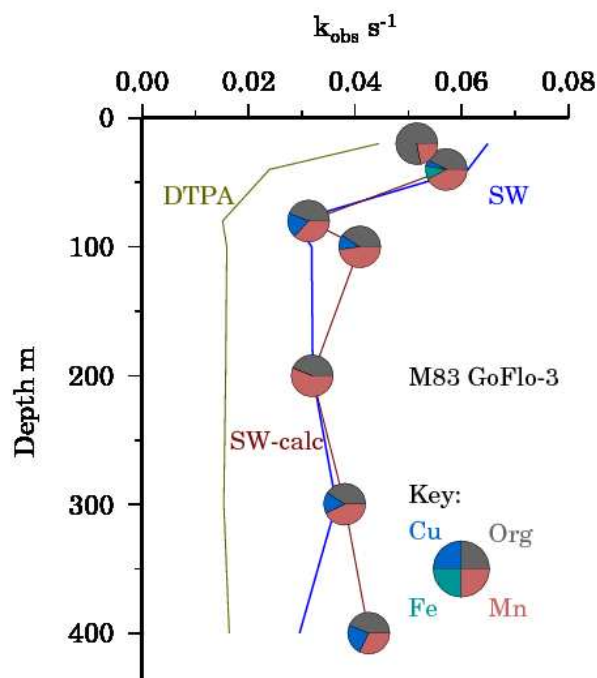 k_obs s⁻¹
0.00 0.02 0.04 0.06 0.08
0
DTPA SW
100
200 M83 GoFlo-3
Depth m
SW-calc
300 Key:
Cu Org
Fe Mn
400